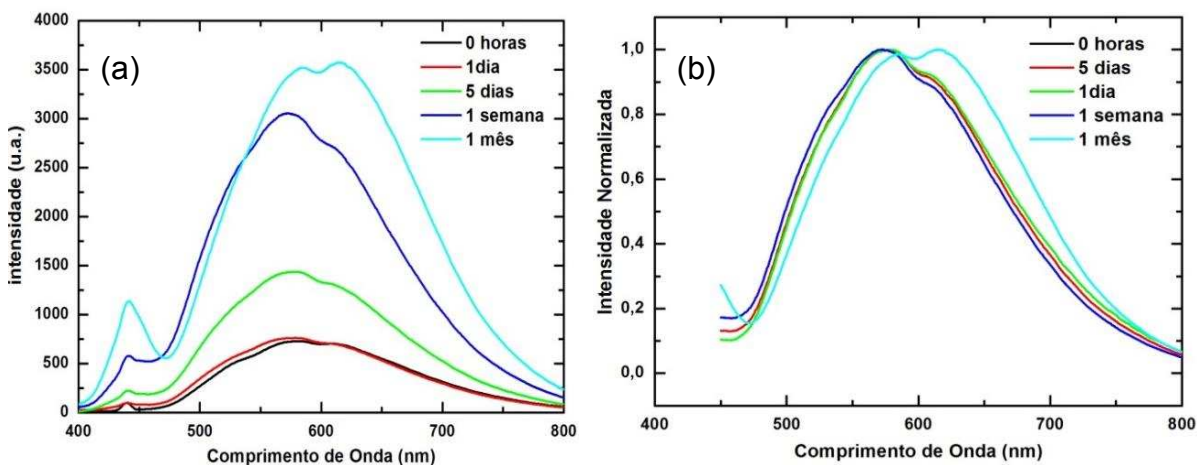 (a)
0 horas
1dia
5 dias
1 semana
1 mês
intensidade (u.a.)
4000
3500
3000
2500
2000
1500
1000
500
0
400 500 600 700 800
Comprimento de Onda (nm)
(b)
0 horas
5 dias
1dia
1 semana
1 mês
Intensidade Normalizada
1,0
0,8
0,6
0,4
0,2
0,0
400 500 600 700 800
Comprimento de Onda (nm)